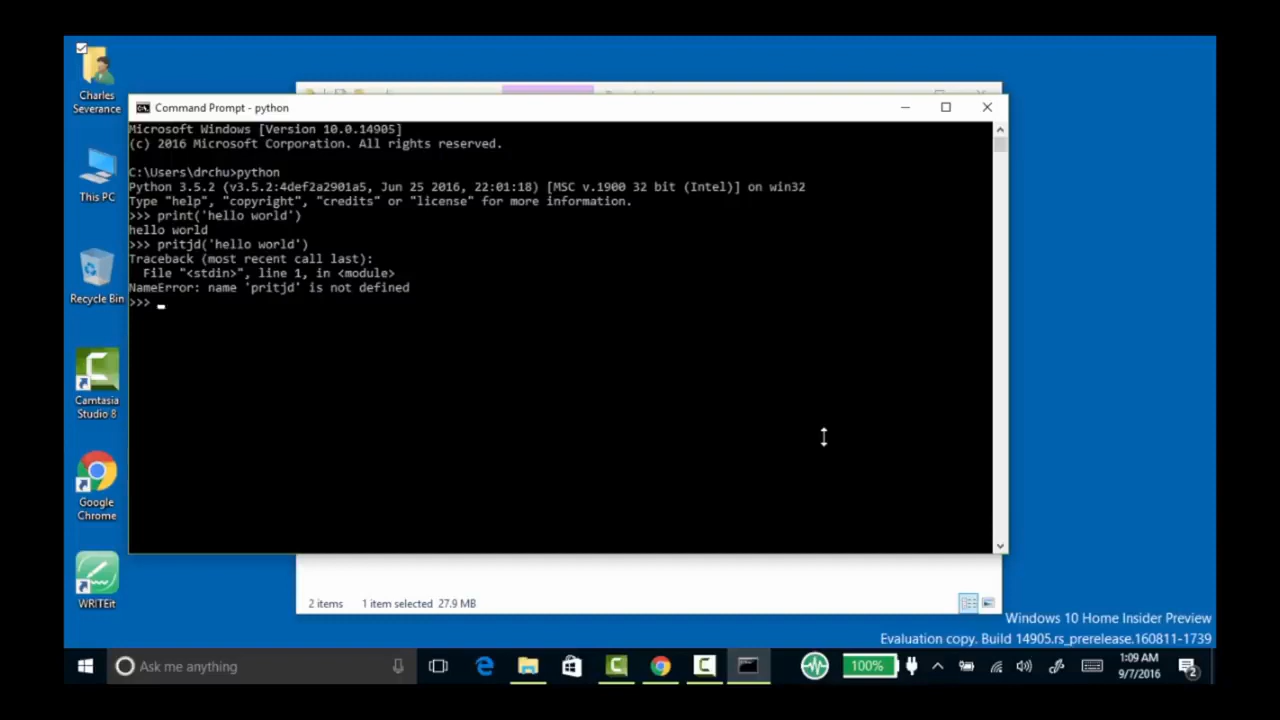 Charles
Severance
This PC
Recycle Bin
Camtasia
Studio 8
Google
Chrome
WRITEit
Command Prompt - python
Microsoft Windows [Version 10.0.14905]
(c) 2016 Microsoft Corporation. All rights reserved.
C:\Users\drchu>python
Python 3.5.2 (v3.5.2:4def2a2901a5, Jun 25 2016, 22:01:18) [MSC v.1900 32 bit (Intel)] on win32
Type "help", "copyright", "credits" or "license" for more information.
>>> print('hello world')
hello world
>>> pritjd('hello world')
Traceback (most recent call last):
  File "<stdin>", line 1, in <module>
NameError: name 'pritjd' is not defined
>>>
2 items 1 item selected 27.9 MB
Windows 10 Home Insider Preview
Evaluation copy. Build 14905.rs_prerelease.160811-1739
Ask me anything
100%
1:09 AM
9/7/2016
2